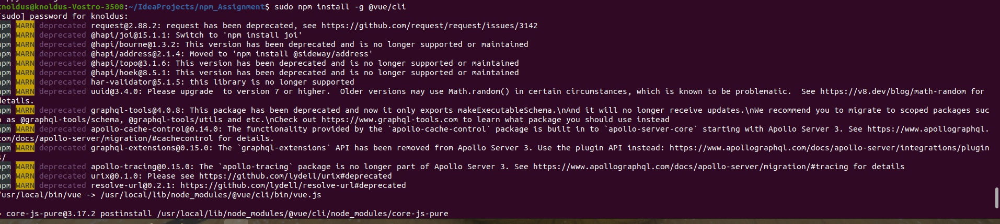 knoldus@knoldus-Vostro-3500:~/IdeaProjects/npm_Assignment$ sudo npm install -g @vue/cli
[sudo] password for knoldus:
npm WARN deprecated request@2.88.2: request has been deprecated, see https://github.com/request/request/issues/3142
npm WARN deprecated @hapi/joi@15.1.1: Switch to 'npm install joi'
npm WARN deprecated @hapi/bourne@1.3.2: This version has been deprecated and is no longer supported or maintained
npm WARN deprecated @hapi/address@2.1.4: Moved to 'npm install @sideway/address'
npm WARN deprecated @hapi/topo@3.1.6: This version has been deprecated and is no longer supported or maintained
npm WARN deprecated @hapi/hoek@8.5.1: This version has been deprecated and is no longer supported or maintained
npm WARN deprecated har-validator@5.1.5: this library is no longer supported
npm WARN deprecated uuid@3.4.0: Please upgrade  to version 7 or higher.  Older versions may use Math.random() in certain circumstances, which is known to be problematic.  See https://v8.dev/blog/math-random for
details.
npm WARN deprecated graphql-tools@4.0.8: This package has been deprecated and now it only exports makeExecutableSchema.\nAnd it will no longer receive updates.\nWe recommend you to migrate to scoped packages suc
h as @graphql-tools/schema, @graphql-tools/utils and etc.\nCheck out https://www.graphql-tools.com to learn what package you should use instead
npm WARN deprecated apollo-cache-control@0.14.0: The functionality provided by the `apollo-cache-control` package is built in to `apollo-server-core` starting with Apollo Server 3. See https://www.apollographql.
com/docs/apollo-server/migration/#cachecontrol for details.
npm WARN deprecated graphql-extensions@0.15.0: The `graphql-extensions` API has been removed from Apollo Server 3. Use the plugin API instead: https://www.apollographql.com/docs/apollo-server/integrations/plugin
s/
npm WARN deprecated apollo-tracing@0.15.0: The `apollo-tracing` package is no longer part of Apollo Server 3. See https://www.apollographql.com/docs/apollo-server/migration/#tracing for details
npm WARN deprecated urix@0.1.0: Please see https://github.com/lydell/urix#deprecated
npm WARN deprecated resolve-url@0.2.1: https://github.com/lydell/resolve-url#deprecated
/usr/local/bin/vue -> /usr/local/lib/node_modules/@vue/cli/bin/vue.js
> core-js-pure@3.17.2 postinstall /usr/local/lib/node_modules/@vue/cli/node_modules/core-js-pure